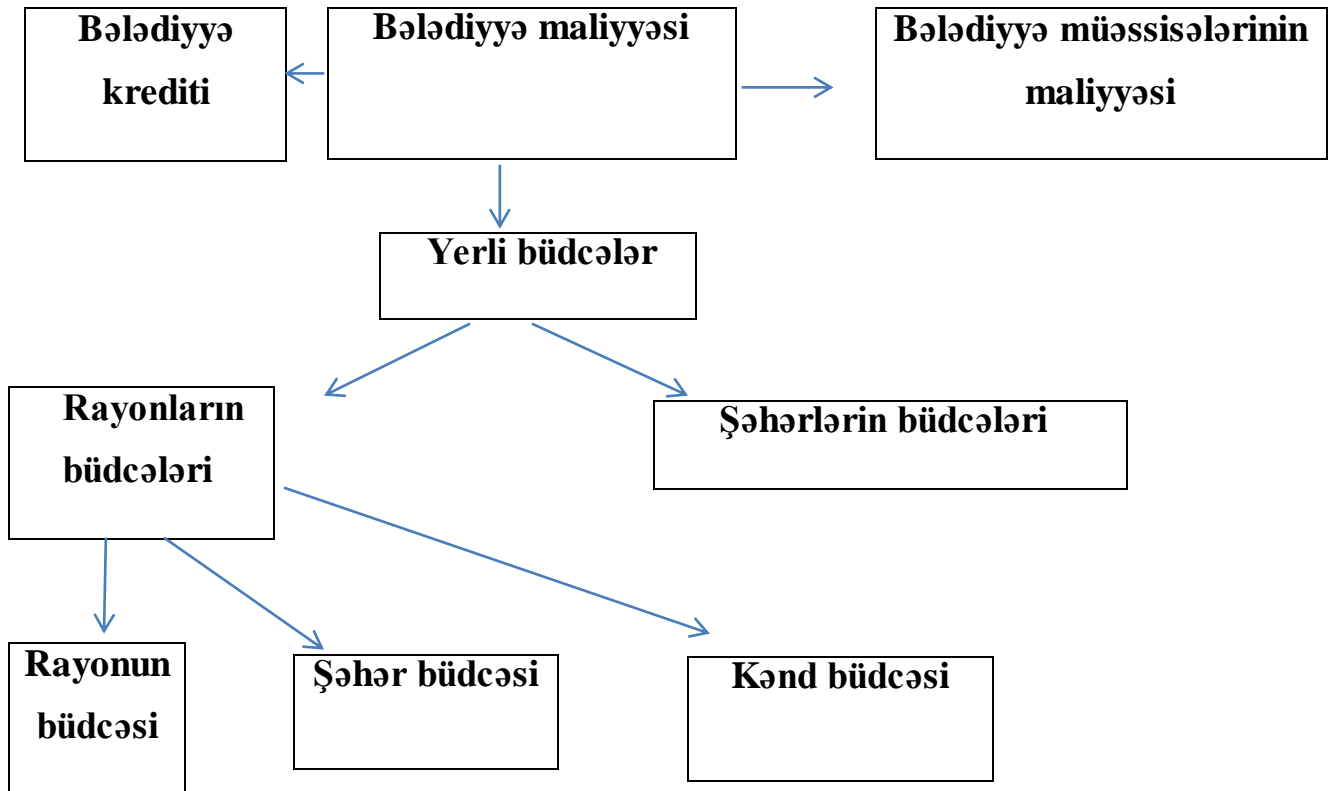 Bələdiyyə
krediti
Bələdiyyə maliyyəsi
Bələdiyyə müəssisələrinin
maliyyəsi
Yerli büdcələr
Rayonların
büdcələri
Şəhərlərin büdcələri
Rayonun
büdcəsi
Şəhər büdcəsi
Kənd büdcəsi